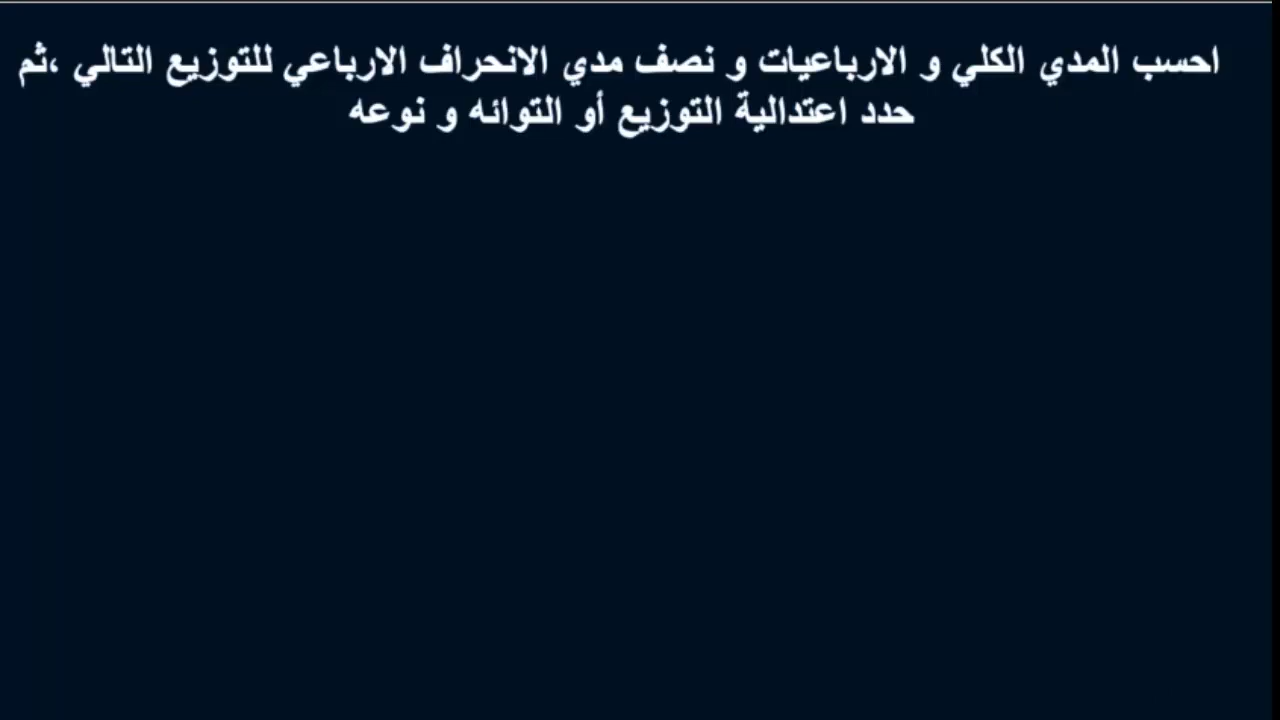 احسب المدي الكلي و الارباعيات و نصف مدي الانحراف الارباعي للتوزيع التالي ،ثم
حدد اعتدالية التوزيع أو التوائه و نوعه